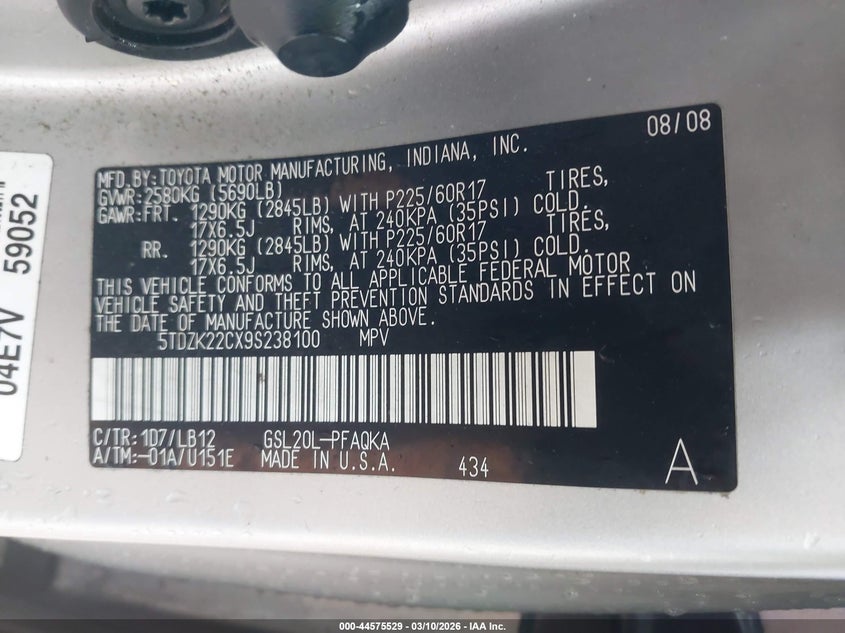 08/08
MFD.BY:TOYOTA MOTOR MANUFACTURING, INDIANA, INC.
GVWR:2580KG (5690LB)
GAWR:FRT. 1290KG (2845LB) WITH P225/60R17 TIRES,
17X6.5J RIMS, AT 240KPA (35PSI) COLD.
RR. 1290KG (2845LB) WITH P225/60R17 TIRES,
17X6.5J RIMS, AT 240KPA (35PSI) COLD.
THIS VEHICLE CONFORMS TO ALL APPLICABLE FEDERAL MOTOR
VEHICLE SAFETY AND THEFT PREVENTION STANDARDS IN EFFECT ON
THE DATE OF MANUFACTURE SHOWN ABOVE.
5TDZK22CX9S238100 MPV
C/TR:1D7/LB12 GSL20L-PFAQKA
A/TM:-01A/U151E MADE IN U.S.A. 434 A
04E7V 59052
000-44575529 - 03/10/2026 - IAA Inc.